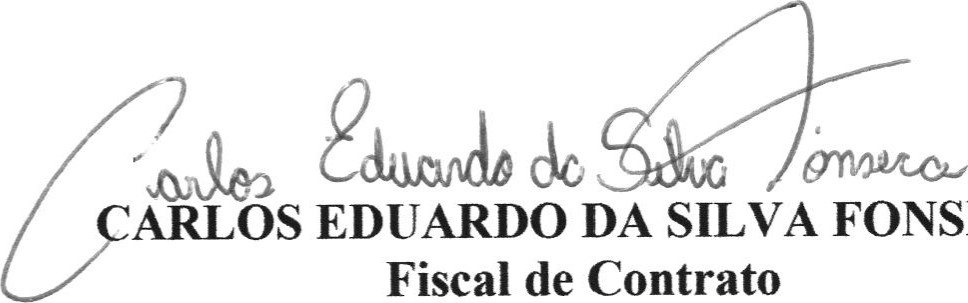 Carlos Eduardo da Silva Fonseca
CARLOS EDUARDO DA SILVA FONS
Fiscal de Contrato